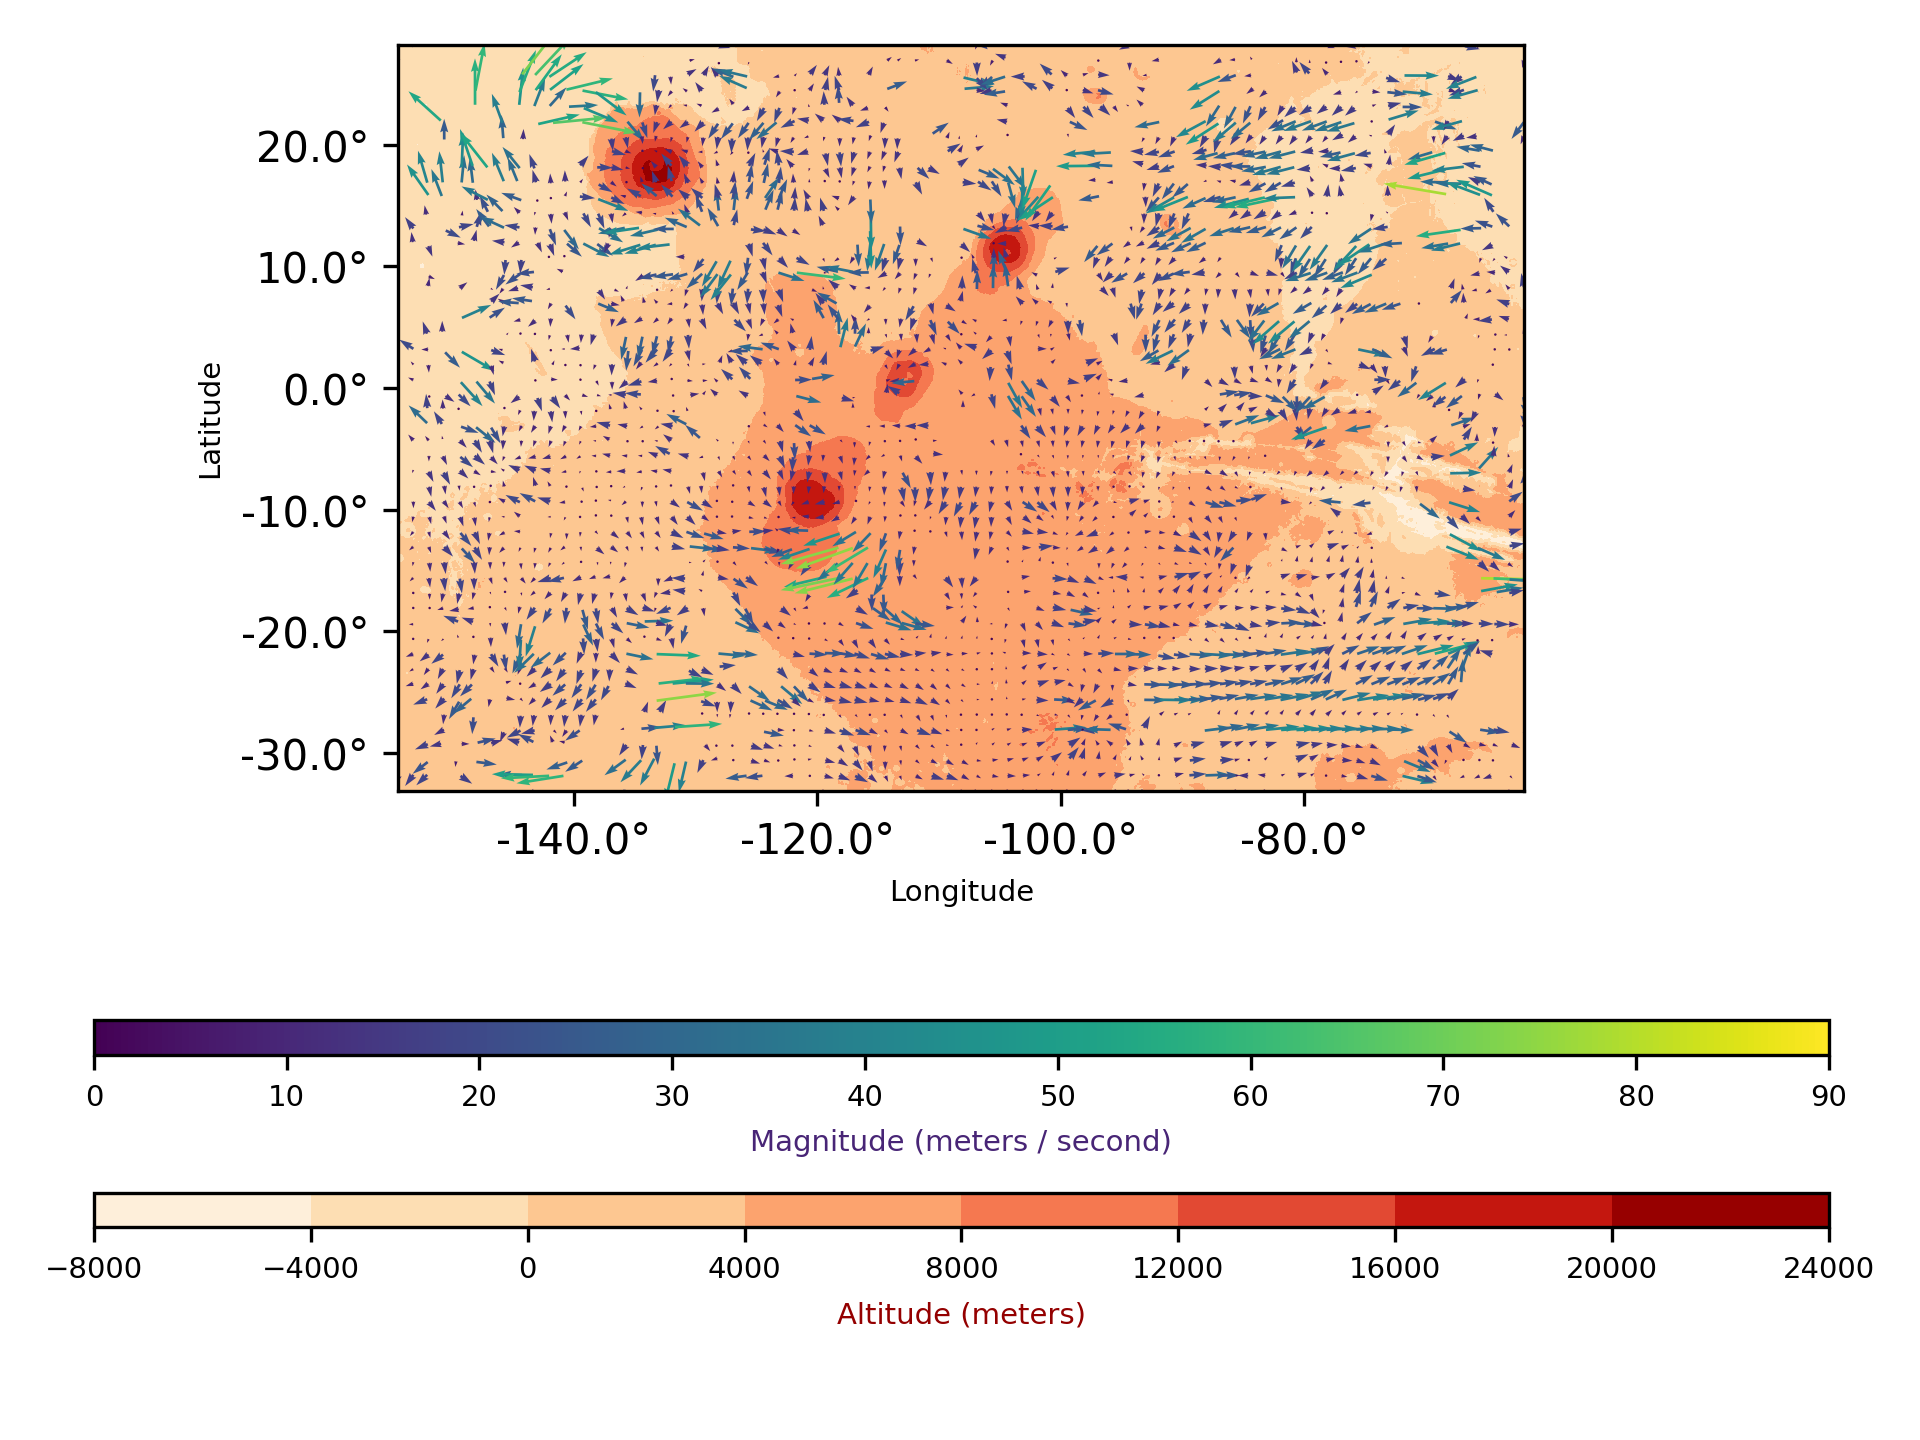 20.0°
10.0°
0.0°
-10.0°
-20.0°
-30.0°
Latitude
-140.0° -120.0° -100.0° -80.0°
Longitude
0 10 20 30 40 50 60 70 80 90
Magnitude (meters / second)
−8000 −4000 0 4000 8000 12000 16000 20000 24000
Altitude (meters)